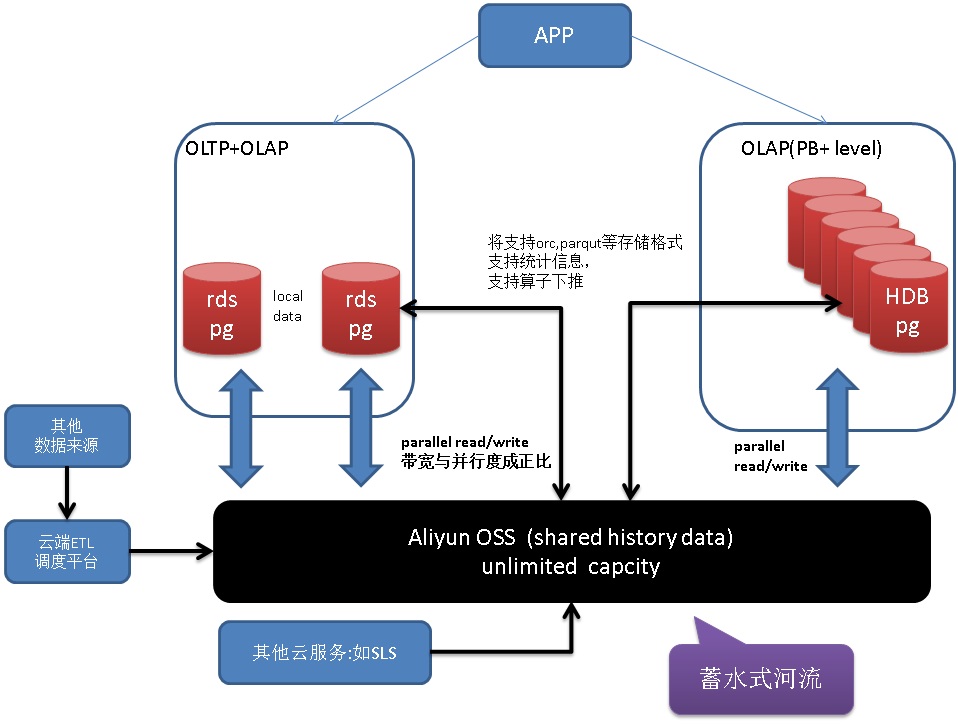 APP
OLTP+OLAP
OLAP(PB+ level)
将支持orc,parqut等存储格式
支持统计信息，
支持算子下推
rds
pg
local
data
rds
pg
HDB
pg
其他
数据来源
parallel read/write
带宽与并行度成正比
parallel
read/write
云端ETL
调度平台
Aliyun OSS (shared history data)
unlimited capcity
其他云服务:如SLS
蓄水式河流